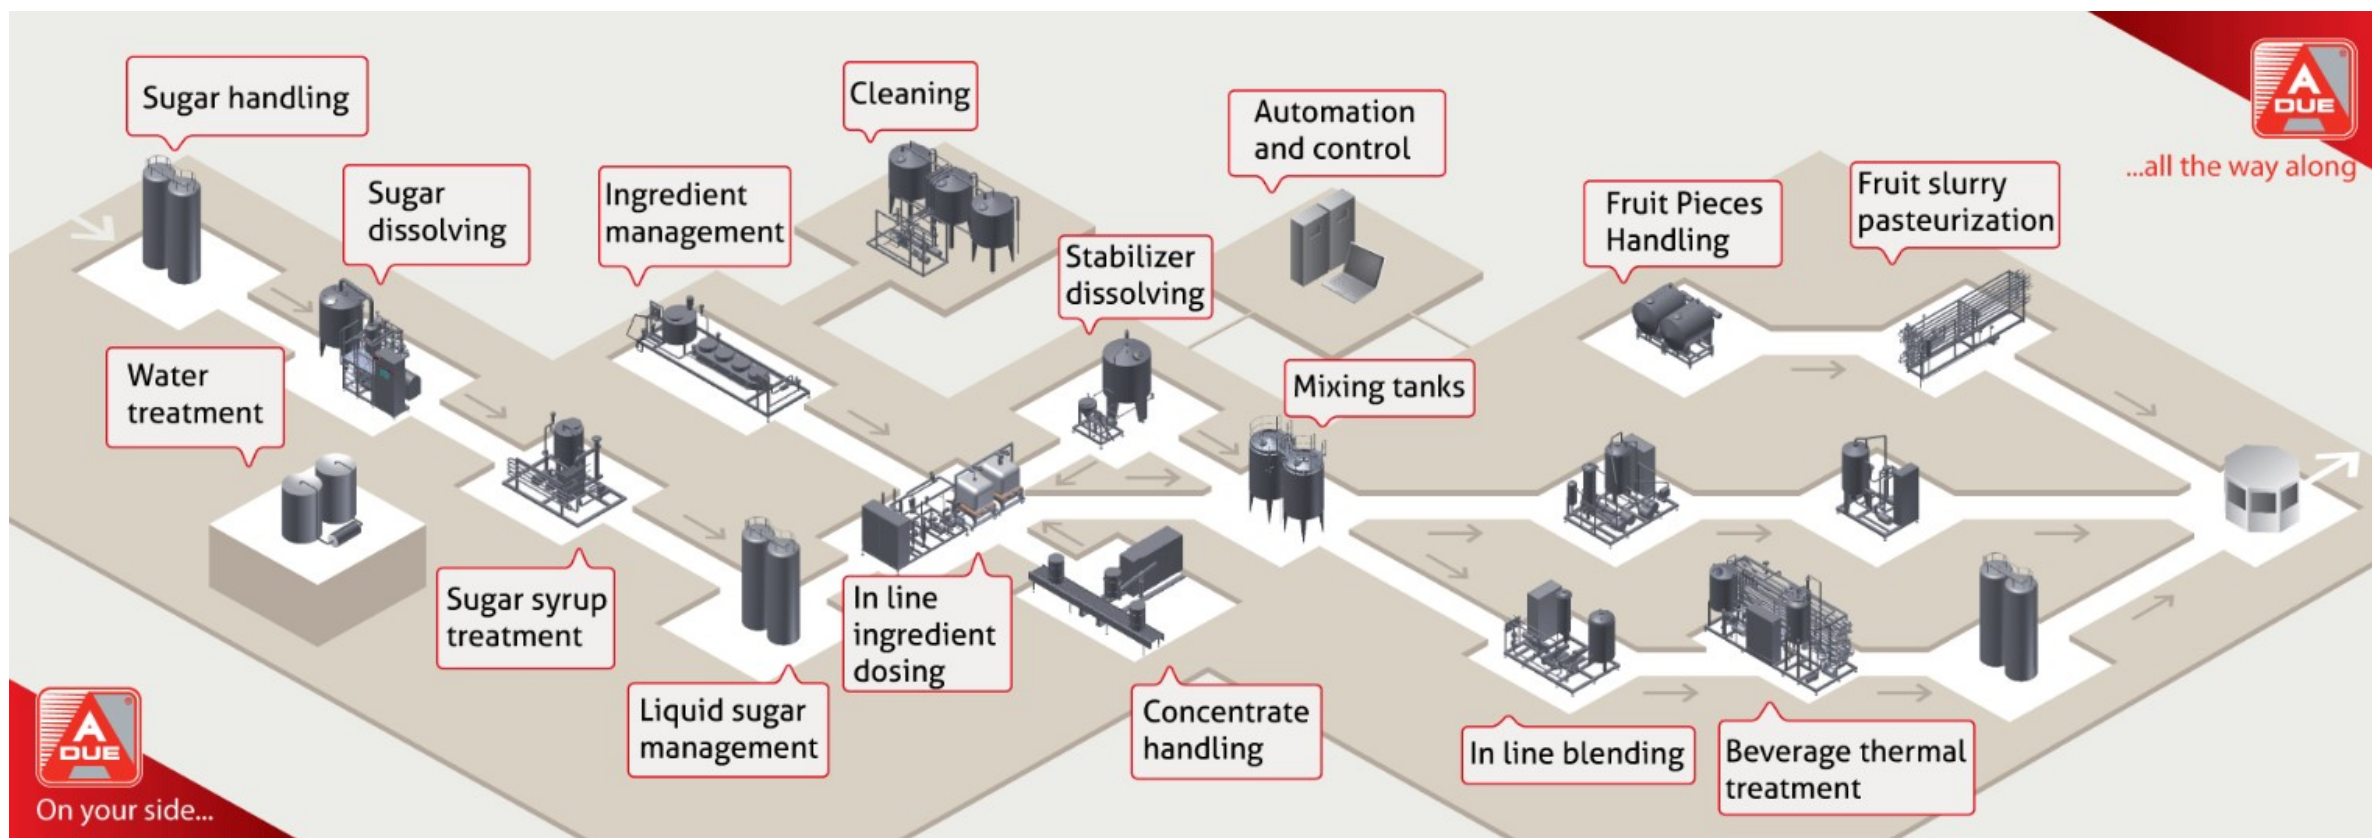 Sugar handling
Cleaning
Automation
and control
A
DUE
...all the way along
Sugar
dissolving
Ingredient
management
Stabilizer
dissolving
Fruit Pieces
Handling
Fruit slurry
pasteurization
Water
treatment
Mixing tanks
Sugar syrup
treatment
In line
ingredient
dosing
Liquid sugar
management
Concentrate
handling
In line blending
Beverage thermal
treatment
A
DUE
On your side...